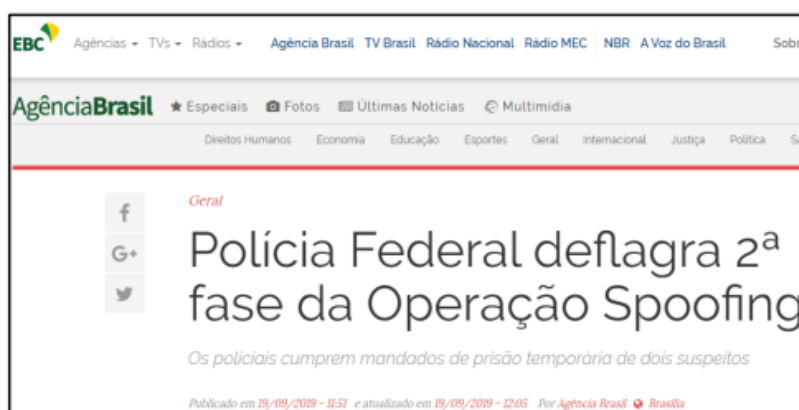 EBC Agências TVs Rádios Agência Brasil TV Brasil Rádio Nacional Rádio MEC NBR A Voz do Brasil
AgênciaBrasil Especiais Fotos Últimas Notícias Multimídia
Direitos Humanos Economia Educação Esportes Geral Internacional Justiça Política
Geral
Polícia Federal deflagra 2ª
fase da Operação Spoofing
Os policiais cumprem mandados de prisão temporária de dois suspeitos
Publicado em 19/09/2019 - 11:51 e atualizado em 19/09/2019 - 12:05 Por Agência Brasil Brasília